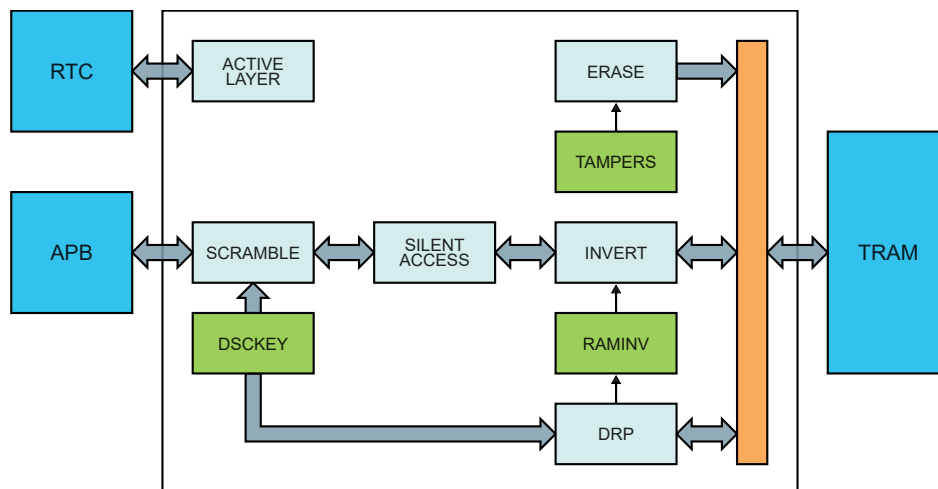 RTC
ACTIVE
LAYER
ERASE
TAMPERS
APB
SCRAMBLE
SILENT
ACCESS
INVERT
TRAM
DSCKEY
RAMINV
DRP